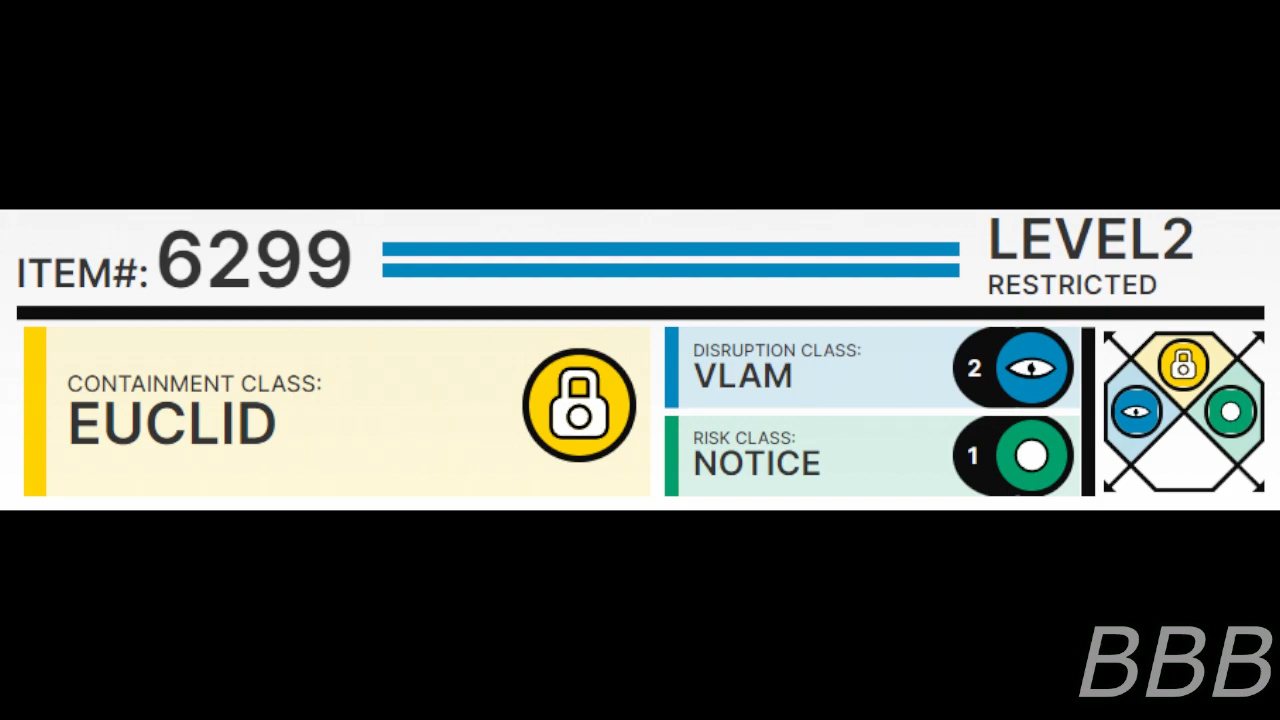 ITEM#: 6299
LEVEL2
RESTRICTED
CONTAINMENT CLASS:
EUCLID
DISRUPTION CLASS:
VLAM
2
RISK CLASS:
NOTICE
1
BBB